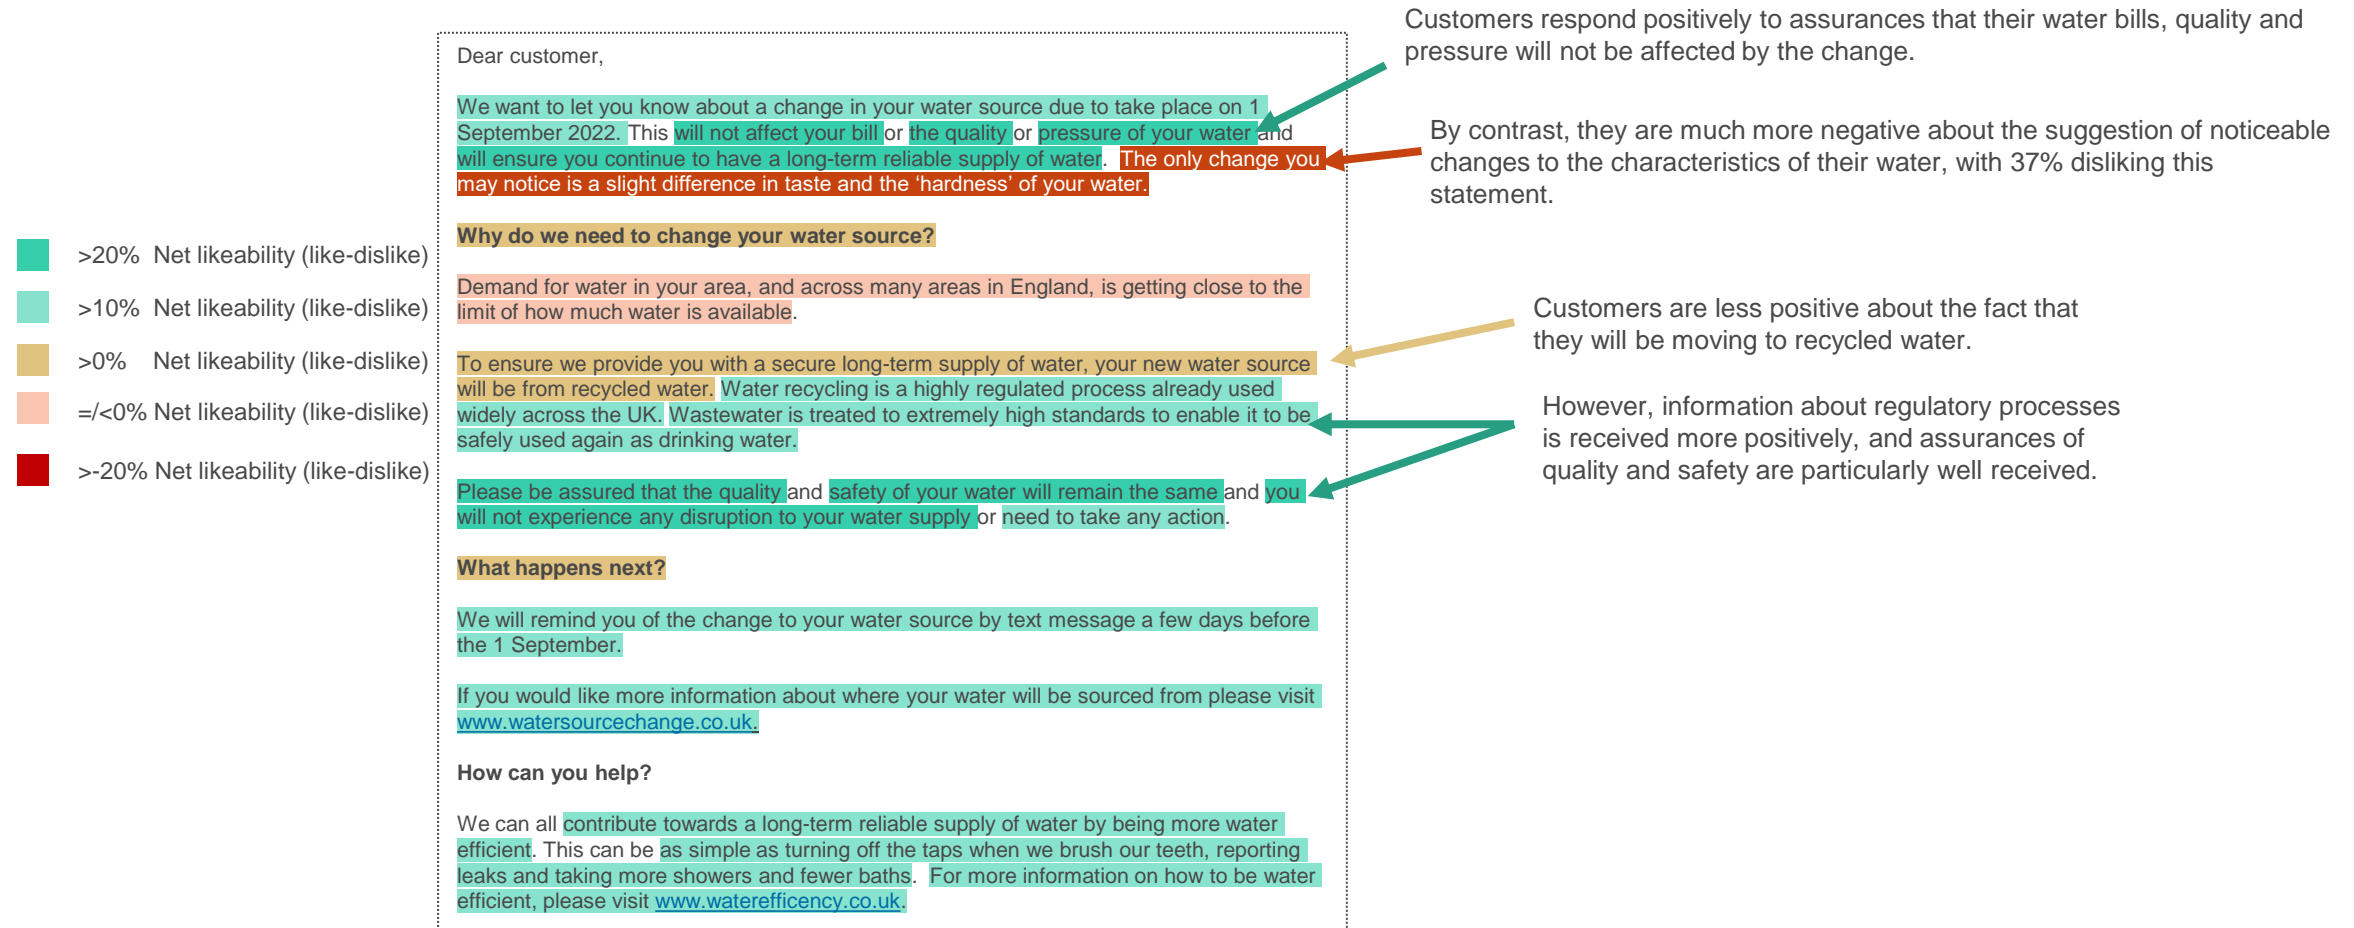 Customers respond positively to assurances that their water bills, quality and
pressure will not be affected by the change.
Dear customer,
We want to let you know about a change in your water source due to take place on 1
September 2022. This will not affect your bill or the quality or pressure of your water and
will ensure you continue to have a long-term reliable supply of water. The only change you
may notice is a slight difference in taste and the ‘hardness’ of your water.
By contrast, they are much more negative about the suggestion of noticeable
changes to the characteristics of their water, with 37% disliking this
statement.
Why do we need to change your water source?
>20% Net likeability (like-dislike)
>10% Net likeability (like-dislike)
>0% Net likeability (like-dislike)
=/<0% Net likeability (like-dislike)
>-20% Net likeability (like-dislike)
Demand for water in your area, and across many areas in England, is getting close to the
limit of how much water is available.
Customers are less positive about the fact that
they will be moving to recycled water.
To ensure we provide you with a secure long-term supply of water, your new water source
will be from recycled water. Water recycling is a highly regulated process already used
widely across the UK. Wastewater is treated to extremely high standards to enable it to be
safely used again as drinking water.
However, information about regulatory processes
is received more positively, and assurances of
quality and safety are particularly well received.
Please be assured that the quality and safety of your water will remain the same and you
will not experience any disruption to your water supply or need to take any action.
What happens next?
We will remind you of the change to your water source by text message a few days before
the 1 September.
If you would like more information about where your water will be sourced from please visit
www.watersourcechange.co.uk.
How can you help?
We can all contribute towards a long-term reliable supply of water by being more water
efficient. This can be as simple as turning off the taps when we brush our teeth, reporting
leaks and taking more showers and fewer baths. For more information on how to be water
efficient, please visit www.waterefficency.co.uk.